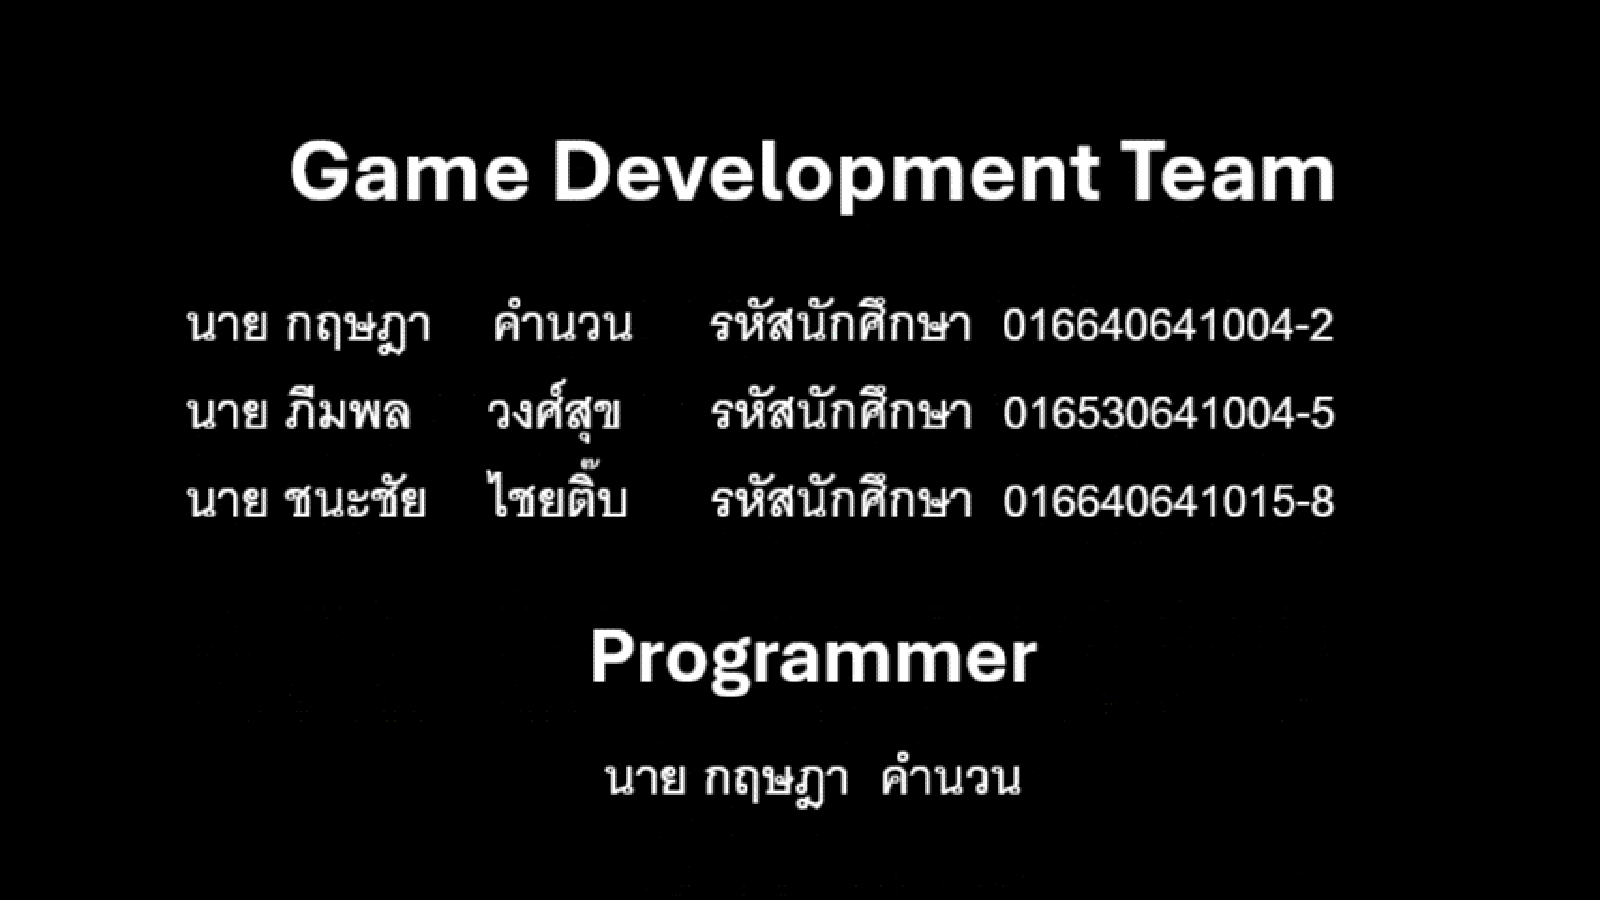 Game Development Team
นาย กฤษฎา คำนวน รหัสนักศึกษา 016640641004-2
นาย ภีมพล วงศ์สุข รหัสนักศึกษา 016530641004-5
นาย ชนะชัย ไชยติ๊บ รหัสนักศึกษา 016640641015-8
Programmer
นาย กฤษฎา คำนวน